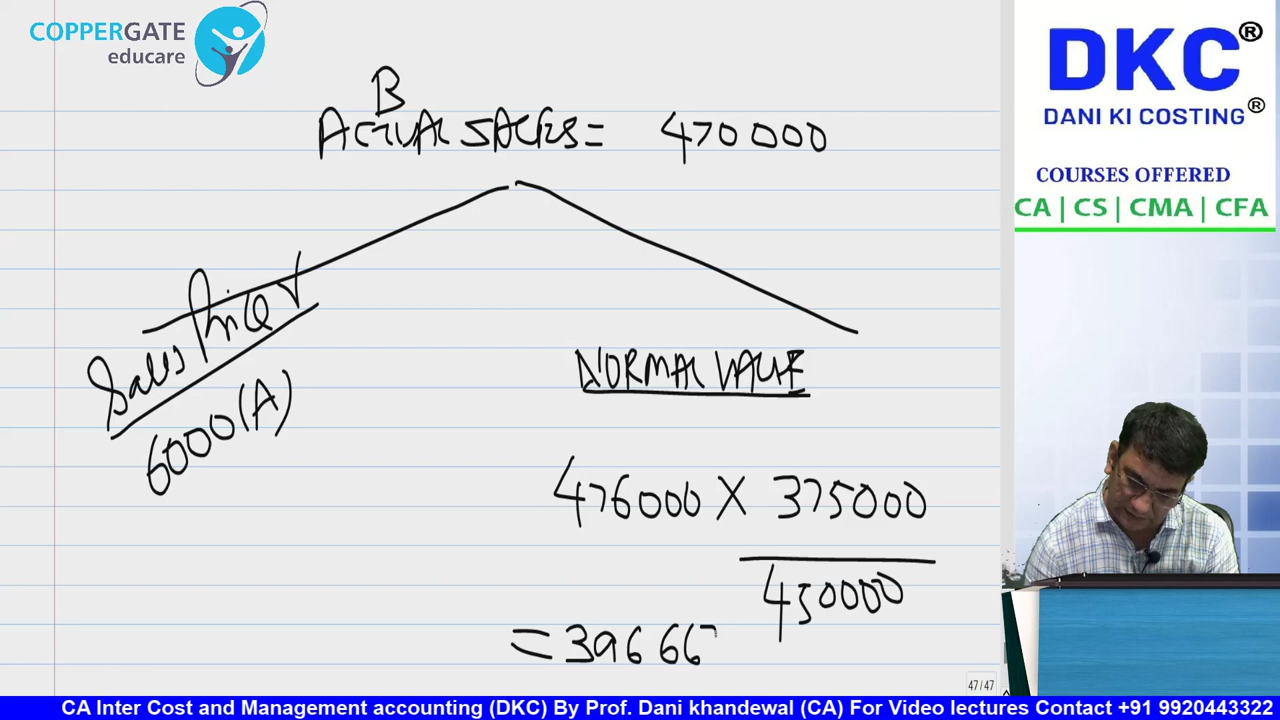 COPPERGATE
educare
B
ACTUAL SALES = 470000
Sales Price V
6000(A)
NORMAL VALUE
476000 X 375000
450000
= 39666
47/47
DKC®
DANI KI COSTING®
COURSES OFFERED
CA | CS | CMA | CFA
CA Inter Cost and Management accounting (DKC) By Prof. Dani khandewal (CA) For Video lectures Contact +91 9920443322